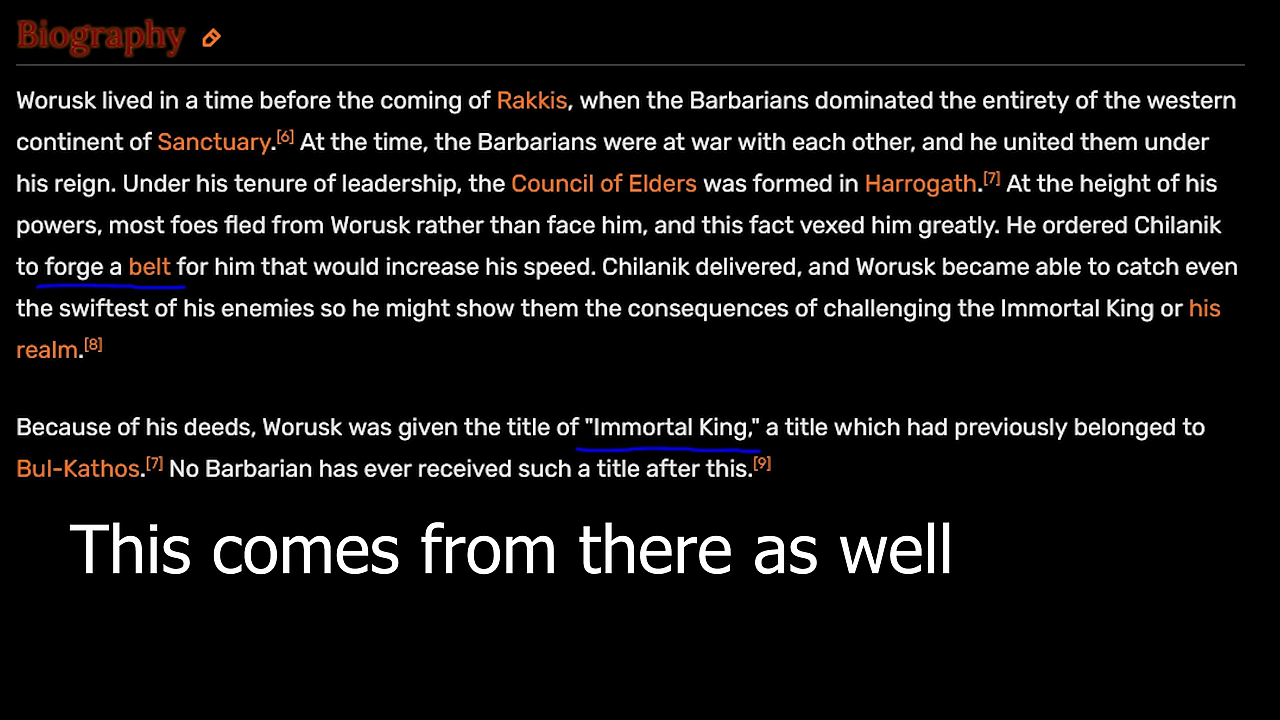 Biography
Worusk lived in a time before the coming of Rakkis, when the Barbarians dominated the entirety of the western
continent of Sanctuary.[6] At the time, the Barbarians were at war with each other, and he united them under
his reign. Under his tenure of leadership, the Council of Elders was formed in Harrogath.[7] At the height of his
powers, most foes fled from Worusk rather than face him, and this fact vexed him greatly. He ordered Chilanik
to forge a belt for him that would increase his speed. Chilanik delivered, and Worusk became able to catch even
the swiftest of his enemies so he might show them the consequences of challenging the Immortal King or his
realm.[8]
Because of his deeds, Worusk was given the title of "Immortal King," a title which had previously belonged to
Bul-Kathos.[7] No Barbarian has ever received such a title after this.[9]
This comes from there as well